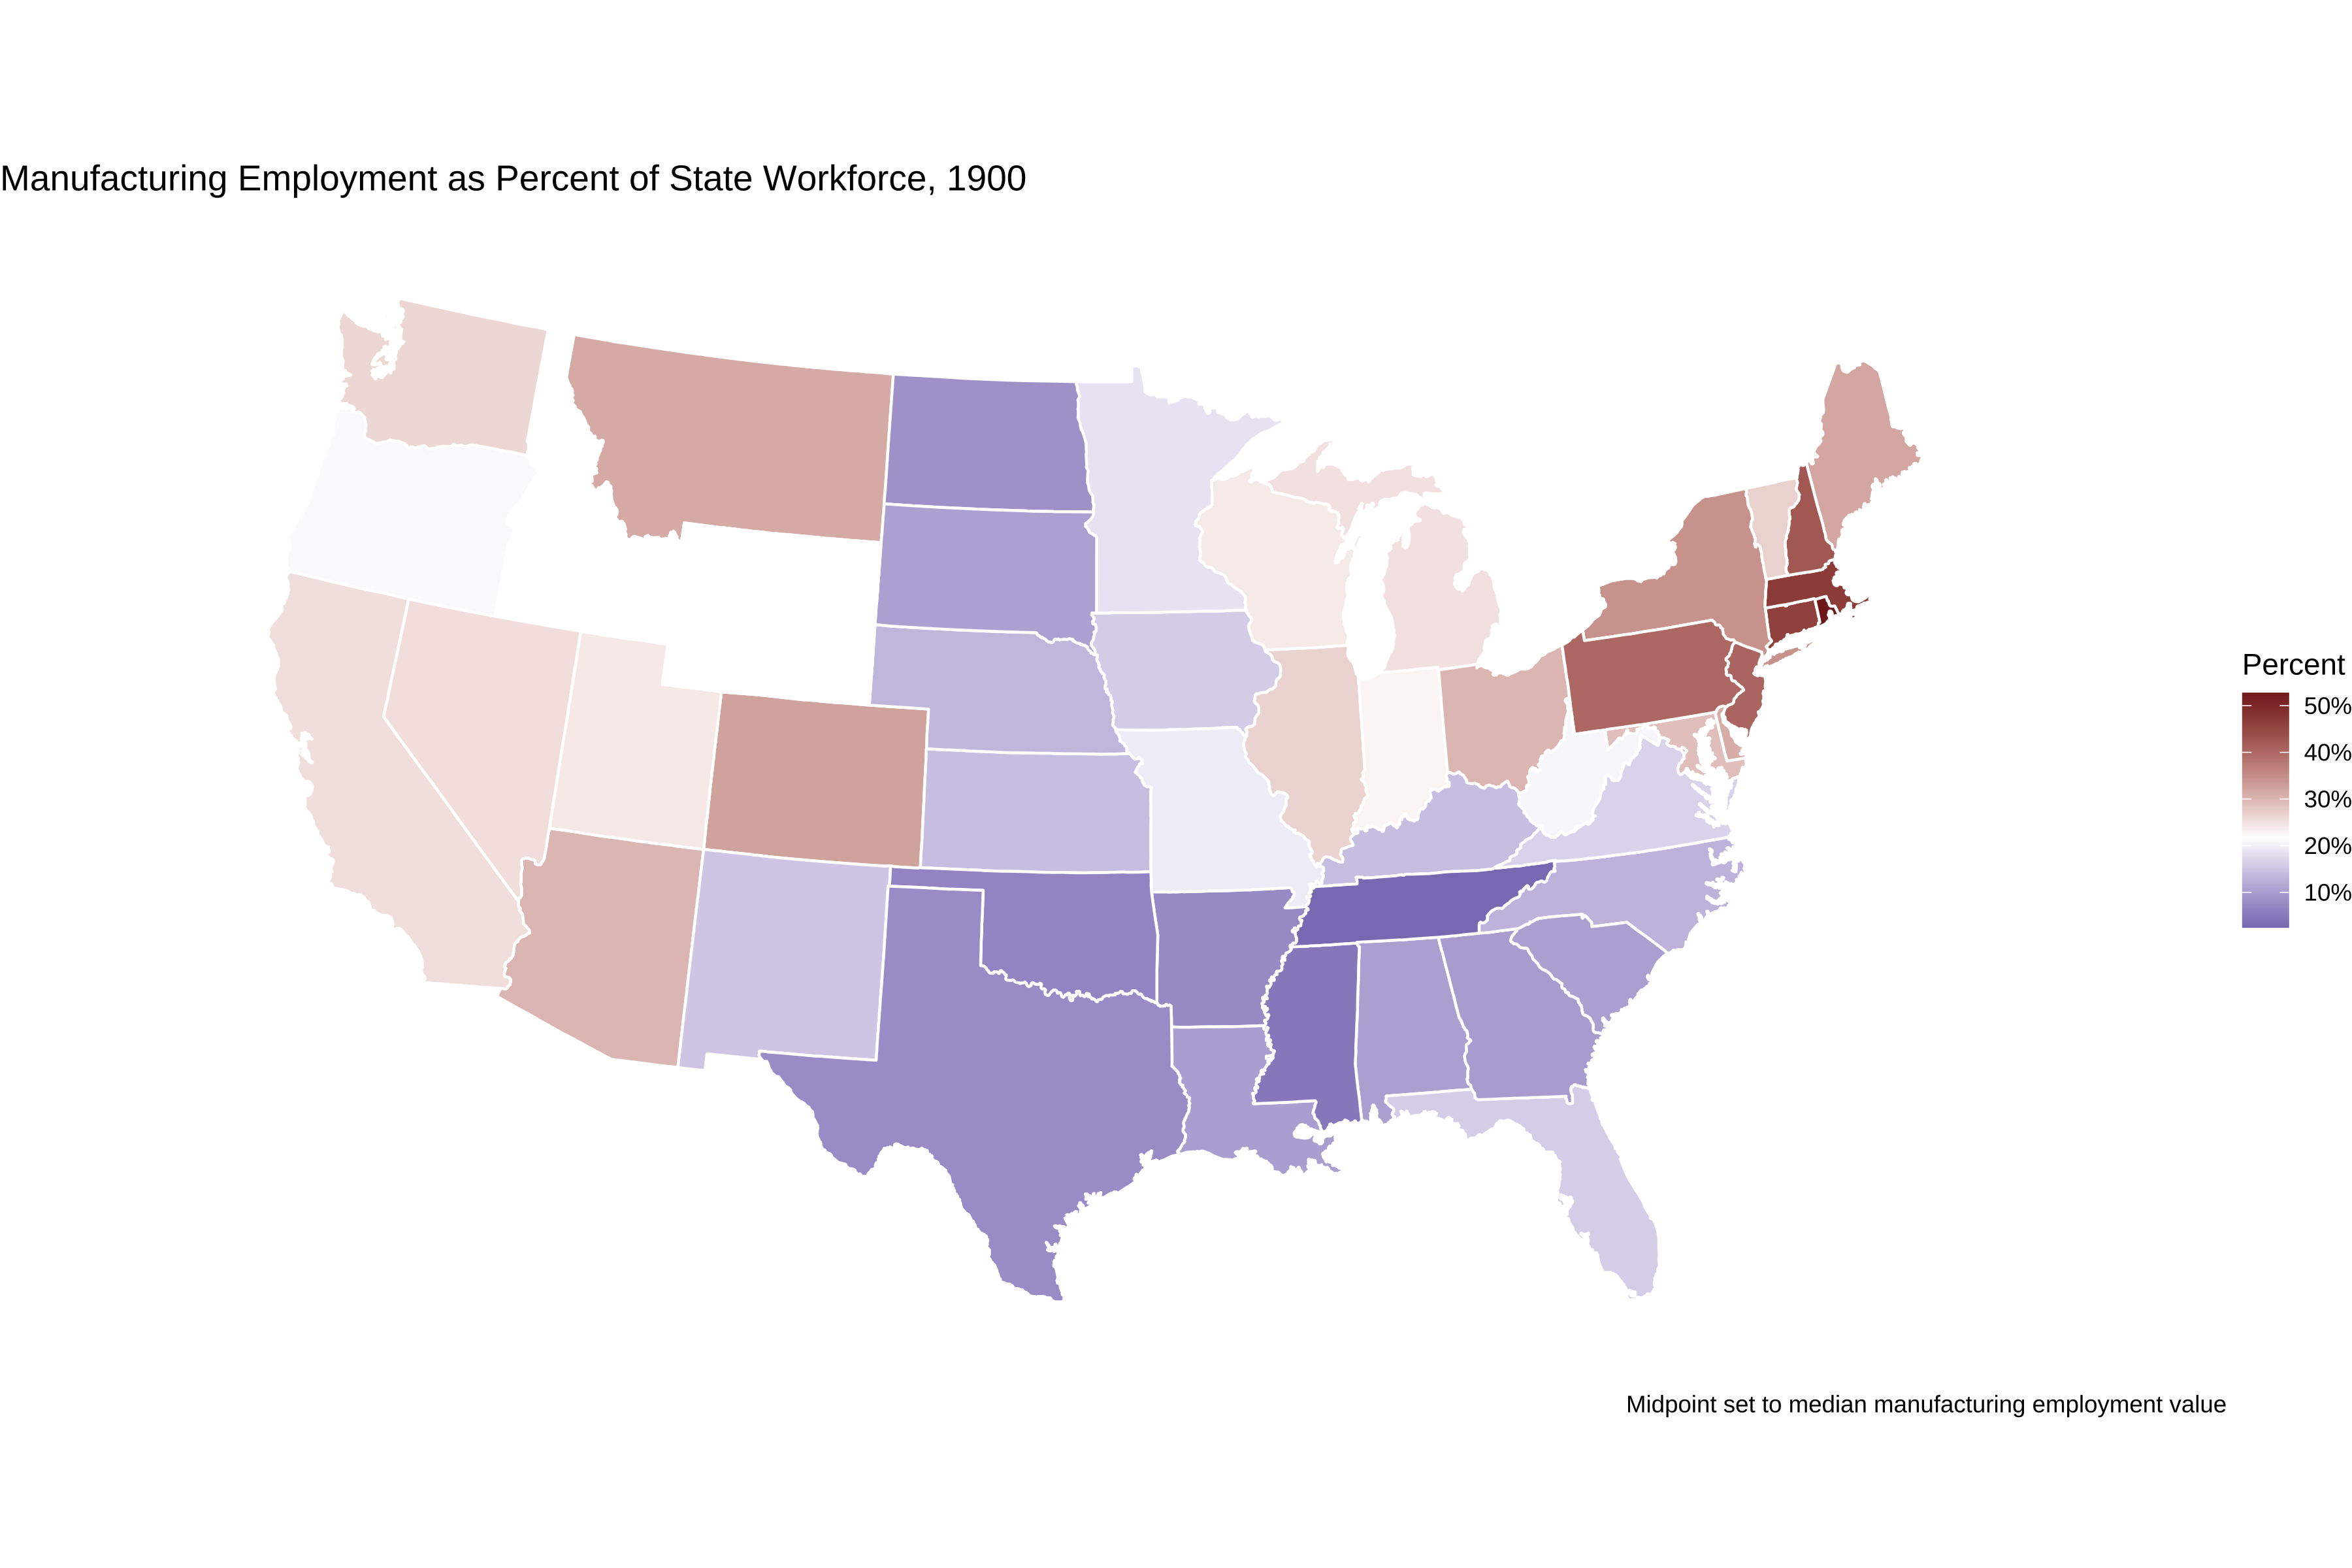 Manufacturing Employment as Percent of State Workforce, 1900
Percent
50%
40%
30%
20%
10%
Midpoint set to median manufacturing employment value